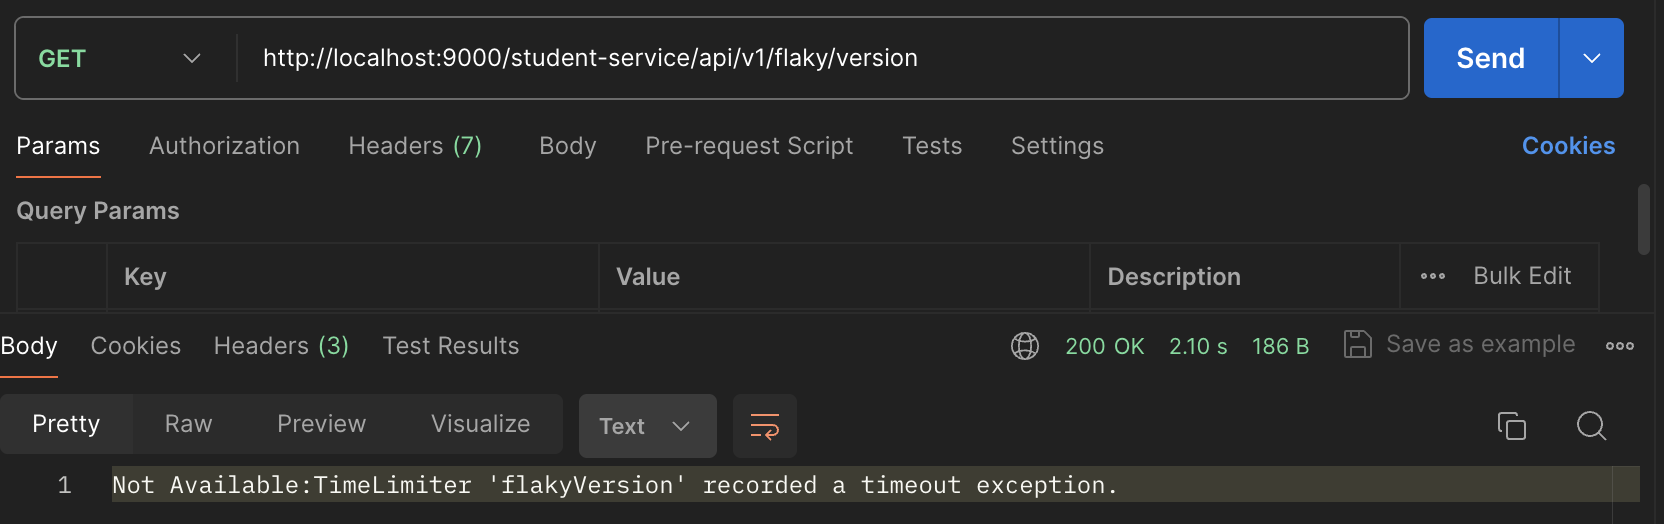 GET http://localhost:9000/student-service/api/v1/flaky/version Send
Params Authorization Headers (7) Body Pre-request Script Tests Settings Cookies
Query Params
Key Value Description Bulk Edit
Body Cookies Headers (3) Test Results 200 OK 2.10 s 186 B Save as example
Pretty Raw Preview Visualize Text
1 Not Available:TimeLimiter 'flakyVersion' recorded a timeout exception.